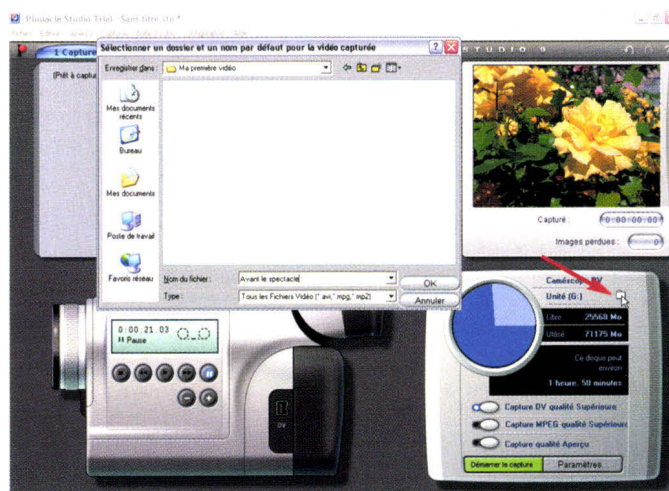 Pinnacle Studio Trial - Sans titre.stx *
1 Capture
STUDIO 9
(Prêt à captu
Sélectionner un dossier et un nom par défaut pour la vidéo capturée
Enregistrer dans :
Ma première vidéo
Mes documents récents
Bureau
Mes documents
Poste de travail
Favoris réseau
Nom du fichier :
Avant le spectacle
OK
Type :
Tous les Fichiers Vidéo (*.avi,*.mpg,*.mp2)
Annuler
Capturé :
0:00:00:00
Images perdues :
0
0:00:21.03
Pause
DV
Caméscope DV
Unité (G:)
Libre
25568 Mo
Utilisé
71175 Mo
Ce disque peut
environ
1 heure, 50 minutes
Capture DV qualité Supérieure
Capture MPEG qualité Supérieure
Capture qualité Aperçu
Démarrer la capture
Paramètres